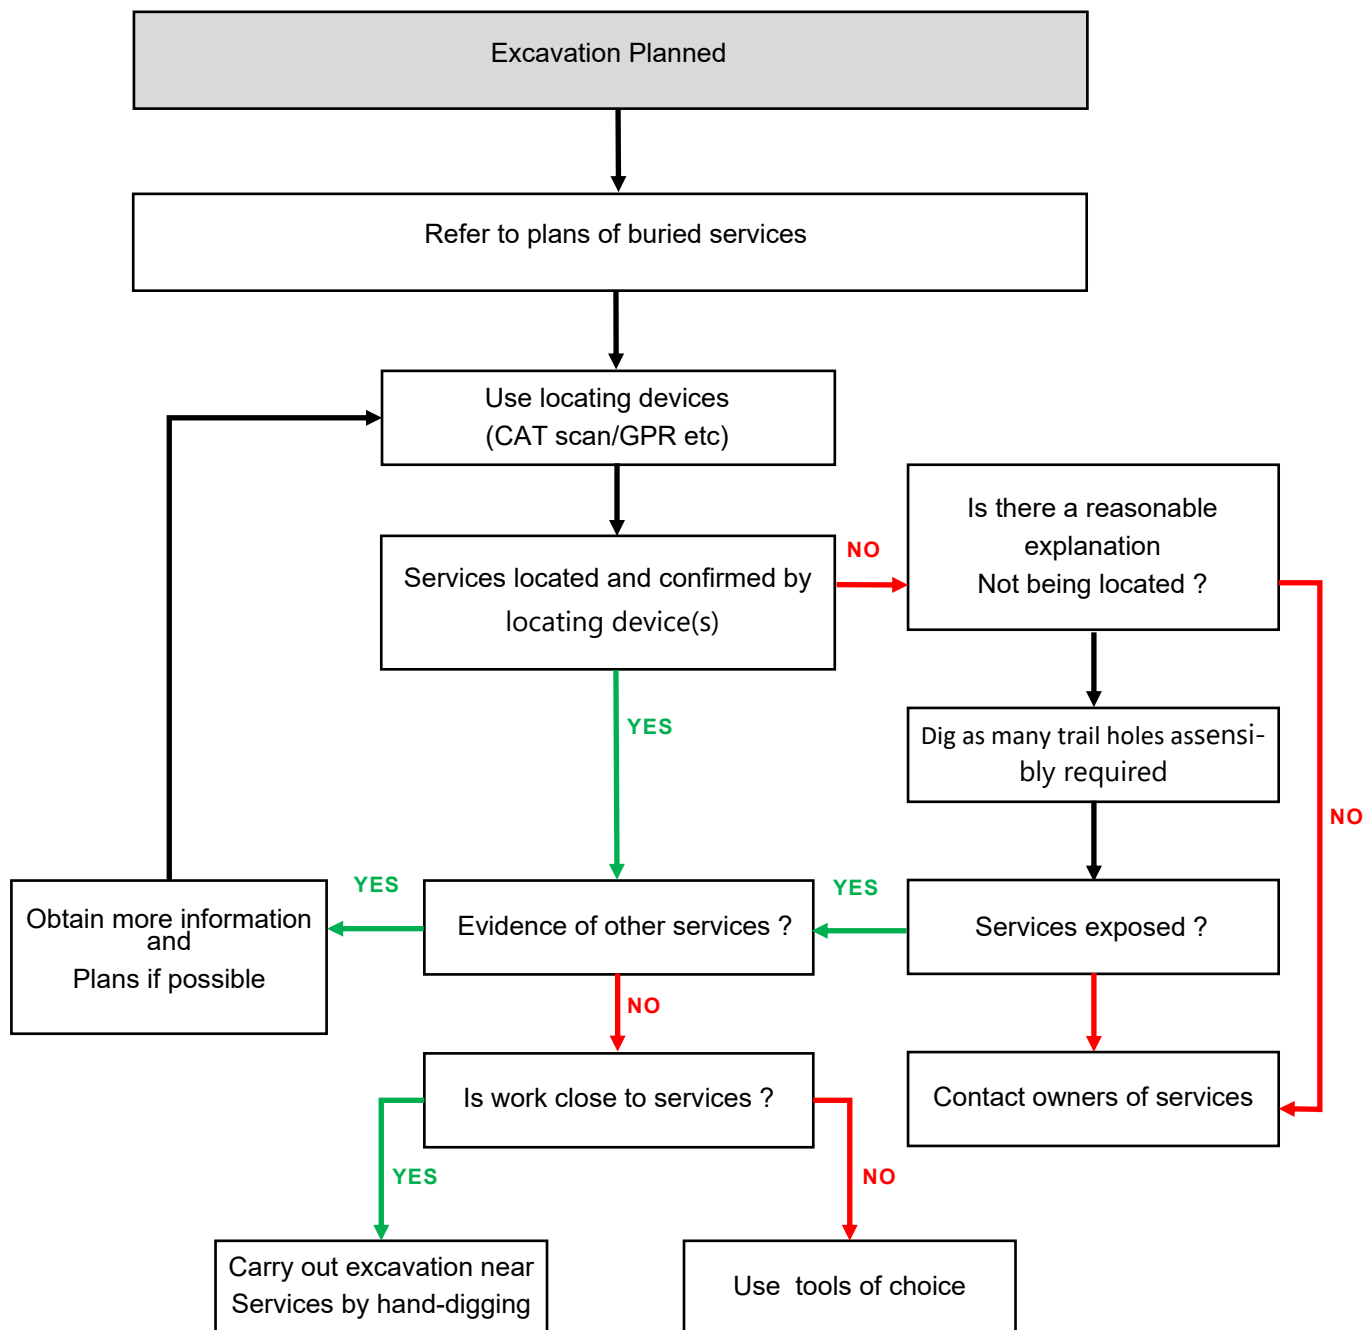 Excavation Planned
Refer to plans of buried services
Use locating devices
(CAT scan/GPR etc)
Services located and confirmed by
locating device(s)
NO
Is there a reasonable
explanation
Not being located ?
YES
Dig as many trail holes assensi-
bly required
NO
Obtain more information
and
Plans if possible
YES
Evidence of other services ?
YES
Services exposed ?
NO
Is work close to services ?
Contact owners of services
YES
NO
Carry out excavation near
Services by hand-digging
Use  tools of choice